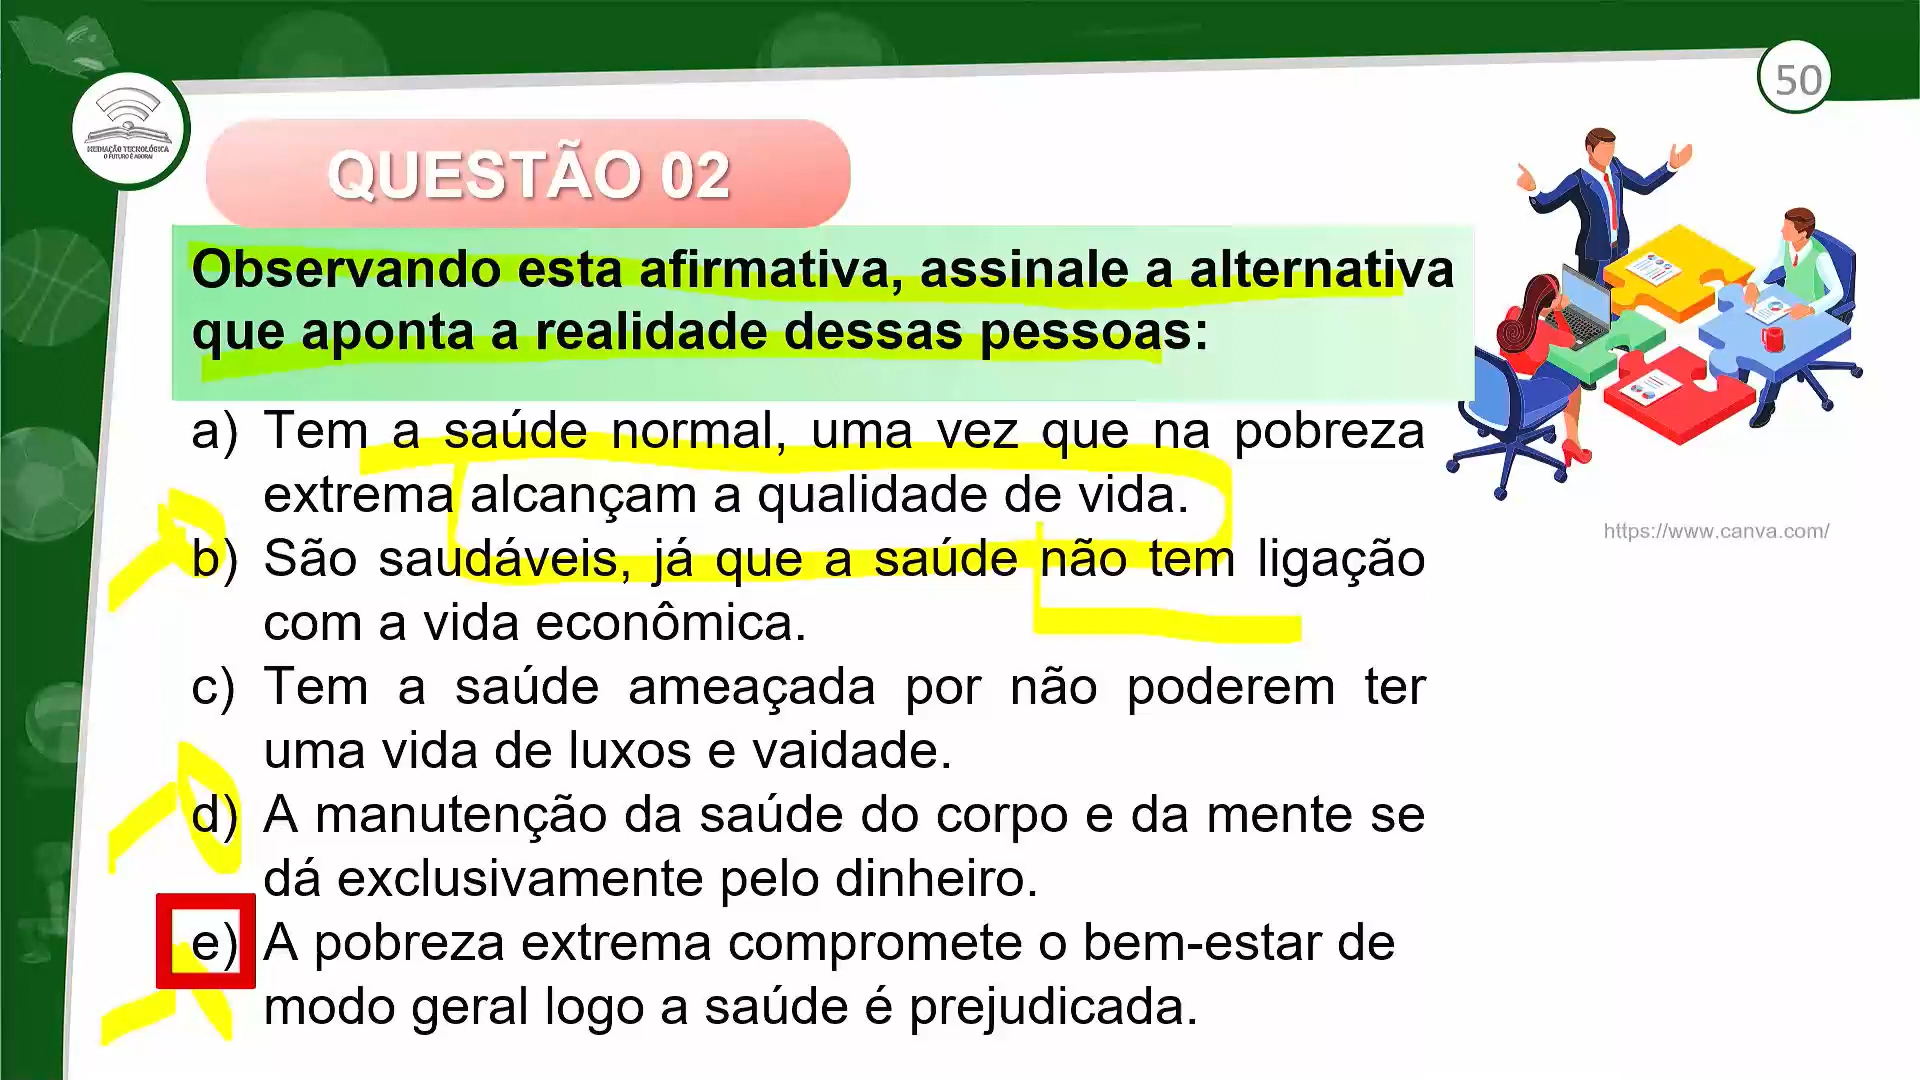 50
MEDIAÇÃO TECNOLÓGICA
O FUTURO É AGORA!
QUESTÃO 02
Observando esta afirmativa, assinale a alternativa
que aponta a realidade dessas pessoas:
a) Tem a saúde normal, uma vez que na pobreza
extrema alcançam a qualidade de vida.
b) São saudáveis, já que a saúde não tem ligação
com a vida econômica.
c) Tem a saúde ameaçada por não poderem ter
uma vida de luxos e vaidade.
d) A manutenção da saúde do corpo e da mente se
dá exclusivamente pelo dinheiro.
e) A pobreza extrema compromete o bem-estar de
modo geral logo a saúde é prejudicada.
https://www.canva.com/